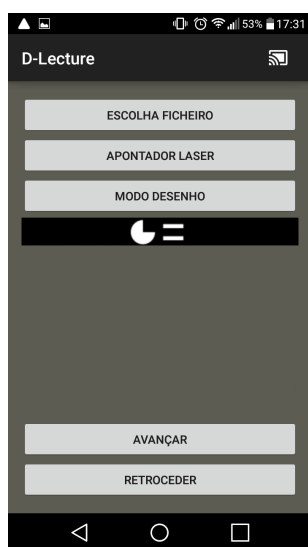 53% 17:31
D-Lecture
ESCOLHA FICHEIRO
APONTADOR LASER
MODO DESENHO
AVANÇAR
RETROCEDER